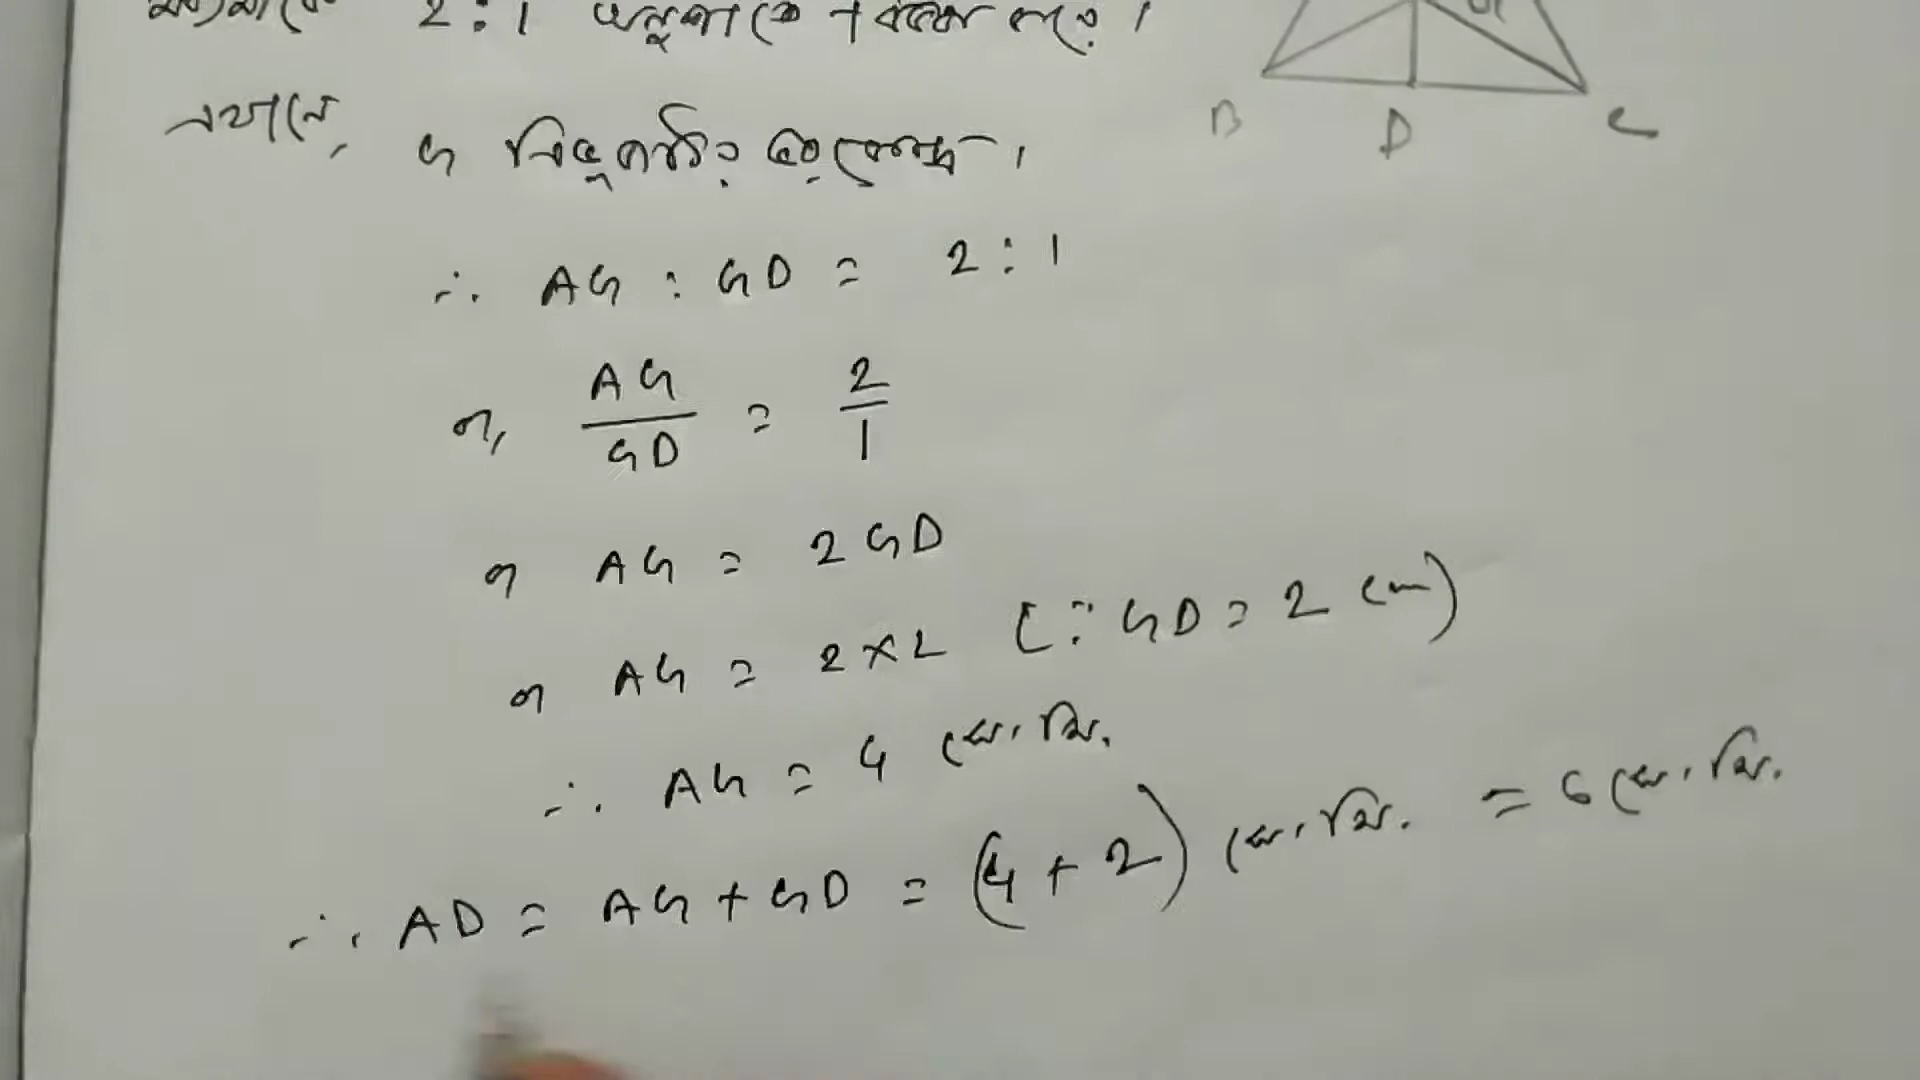 2 : 1 অনুপাতে বিভক্ত করে।
এখানে, G বিন্দুটি ভরকেন্দ্র।
∴ AG : GD = 2 : 1
বা, AG/GD = 2/1
বা AG = 2GD
বা AG = 2×2 [∵ GD = 2 cm)
∴ AG = 4 সে.মি.
∴ AD = AG + GD = (4 + 2) সে.মি. = 6 সে.মি.
B D C